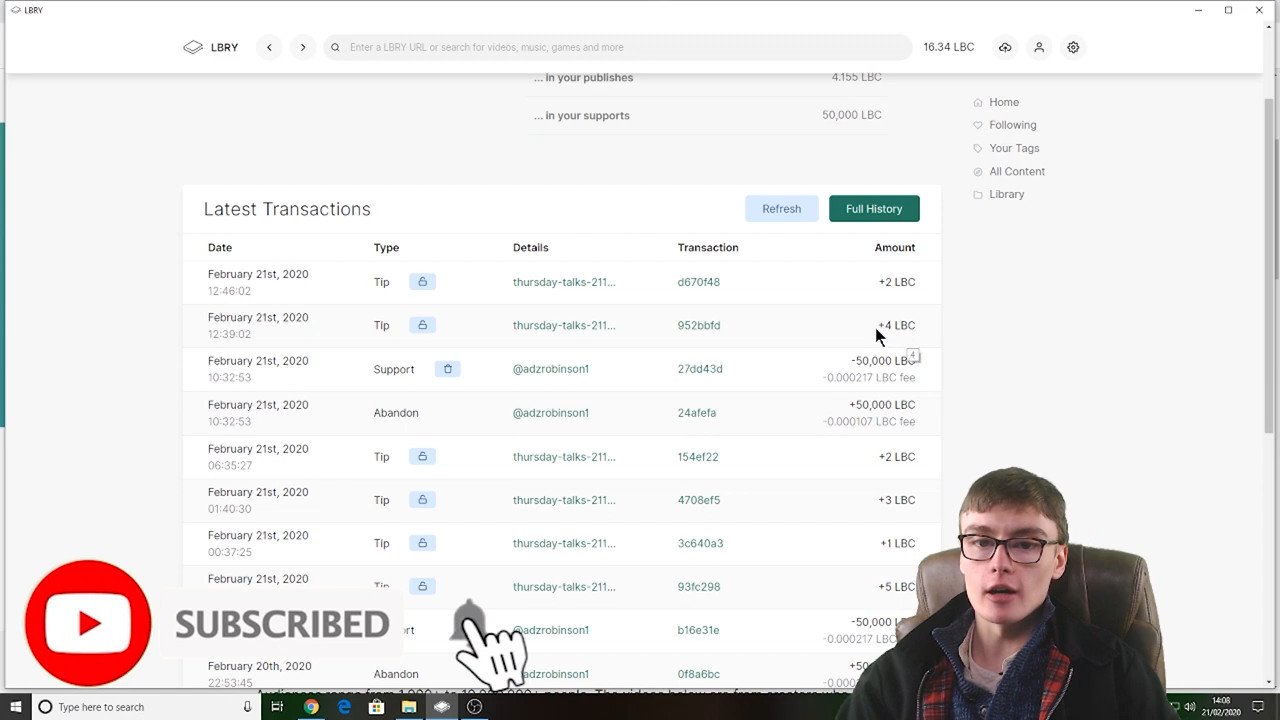 LBRY
LBRY Enter a LBRY URL or search for videos, music, games and more 16.34 LBC
... in your publishes 4.155 LBC
... in your supports 50,000 LBC
Home
Following
Your Tags
All Content
Library
Latest Transactions Refresh Full History
Date Type Details Transaction Amount
February 21st, 2020
12:46:02 Tip thursday-talks-211... d670f48 +2 LBC
February 21st, 2020
12:39:02 Tip thursday-talks-211... 952bbfd +4 LBC
4
February 21st, 2020 -50,000 LBC
10:32:53 Support @adzrobinson1 27dd43d -0.000217 LBC fee
February 21st, 2020 +50,000 LBC
10:32:53 Abandon @adzrobinson1 24afefa -0.000107 LBC fee
February 21st, 2020
06:35:27 Tip thursday-talks-211... 154ef22 +2 LBC
February 21st, 2020
01:40:30 Tip thursday-talks-211... 4708ef5 +3 LBC
February 21st, 2020
00:37:25 Tip thursday-talks-211... 3c640a3 +1 LBC
February 21st, 2020
Tip thursday-talks-211... 93fc298 +5 LBC
SUBSCRIBED
@adzrobinson1 b16e31e -50,000
-0.000217
February 20th, 2020
22:53:45 Abandon @adzrobinson1 0f8a6bc
Type here to search
14:08
21/02/2020